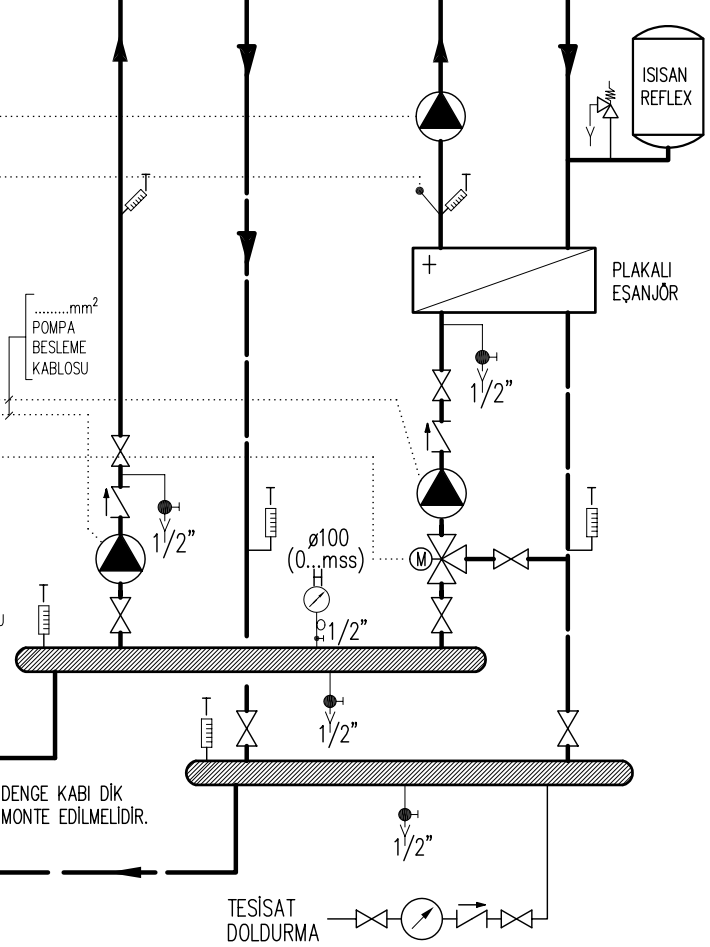 ISISAN
REFLEX
T
T
+
PLAKALI
EŞANJÖR
.........mm²
POMPA
BESLEME
KABLOSU
1/2”
T
T
1/2”
ø100
(0...mss)
M
T
1/2”
T
1/2”
DENGE KABI DİK
MONTE EDİLMELİDİR.
1/2”
TESİSAT
DOLDURMA